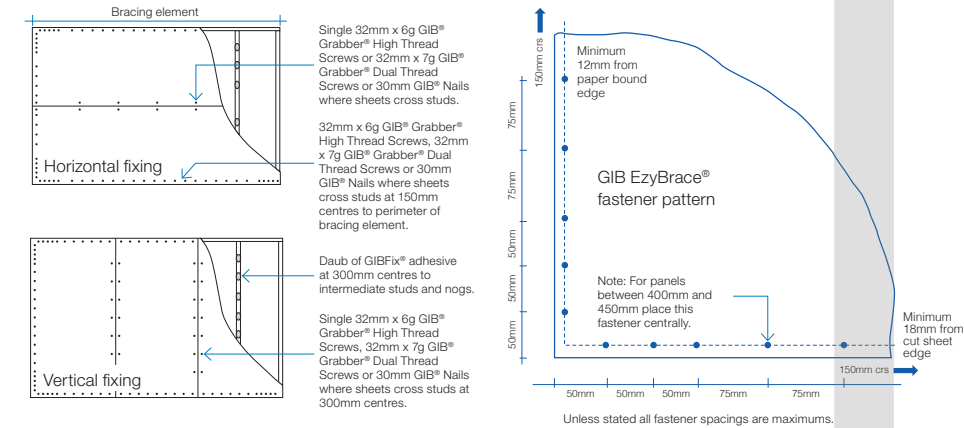 Bracing element
Single 32mm x 6g GIB®
Grabber® High Thread
Screws or 32mm x 7g GIB®
Grabber® Dual Thread
Screws or 30mm GIB® Nails
where sheets cross studs.
32mm x 6g GIB® Grabber®
High Thread Screws, 32mm
x 7g GIB® Grabber® Dual
Thread Screws or 30mm
GIB® Nails where sheets
cross studs at 150mm
centres to perimeter of
bracing element.
Horizontal fixing
Daub of GIBFix® adhesive
at 300mm centres to
intermediate studs and nogs.
Single 32mm x 6g GIB®
Grabber® High Thread
Screws, 32mm x 7g GIB®
Grabber® Dual Thread
Screws or 30mm GIB® Nails
where sheets cross studs at
300mm centres.
Vertical fixing
150mm crs
Minimum
12mm from
paper bound
edge
75mm
75mm
50mm
50mm
50mm
GIB EzyBrace®
fastener pattern
Note: For panels
between 400mm and
450mm place this
fastener centrally.
Minimum
18mm from
cut sheet
edge
150mm crs
50mm
50mm
50mm
75mm
75mm
Unless stated all fastener spacings are maximums.